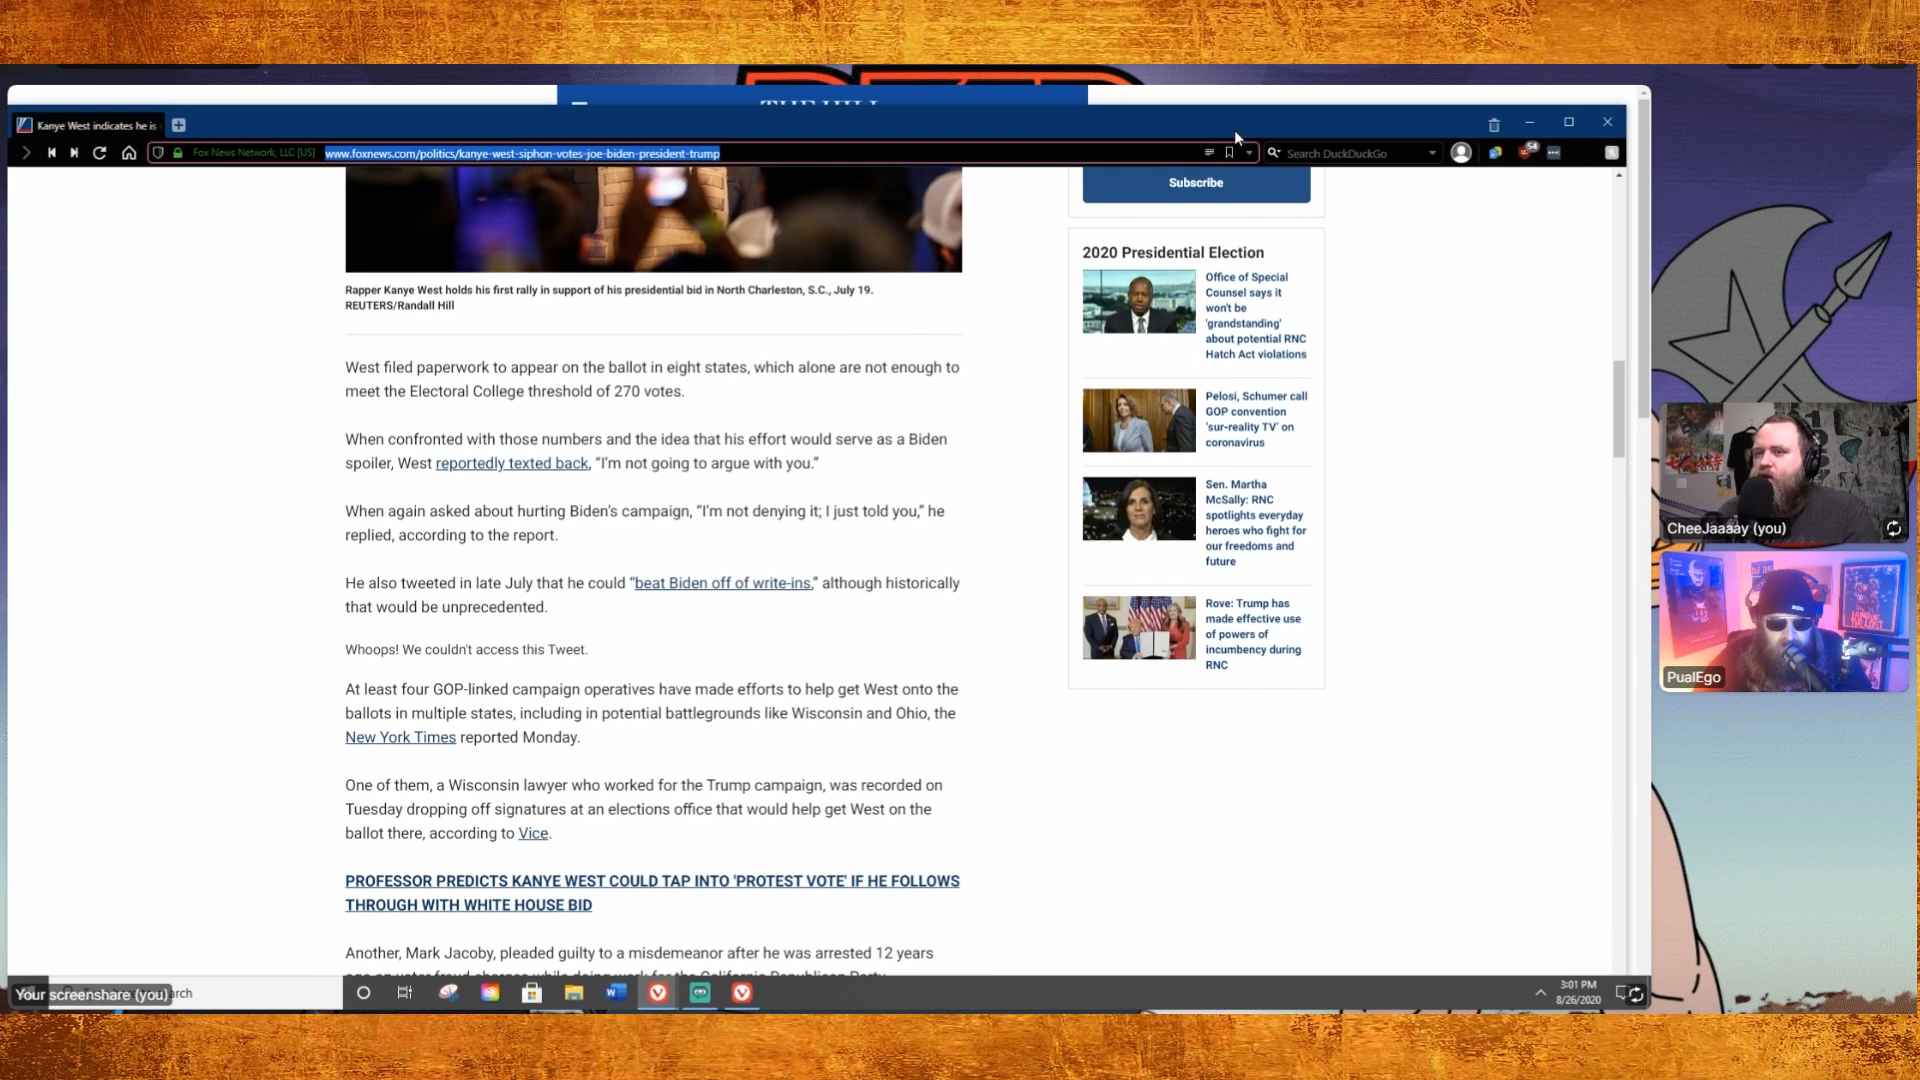 THE HILL
Kanye West indicates he is
Fox News Network, LLC [US]
www.foxnews.com/politics/kanye-west-siphon-votes-joe-biden-president-trump
Search DuckDuckGo
54
Subscribe
Rapper Kanye West holds his first rally in support of his presidential bid in North Charleston, S.C., July 19.
REUTERS/Randall Hill
West filed paperwork to appear on the ballot in eight states, which alone are not enough to
meet the Electoral College threshold of 270 votes.
When confronted with those numbers and the idea that his effort would serve as a Biden
spoiler, West reportedly texted back, “I’m not going to argue with you.”
When again asked about hurting Biden's campaign, “I’m not denying it; I just told you,” he
replied, according to the report.
He also tweeted in late July that he could “beat Biden off of write-ins,” although historically
that would be unprecedented.
Whoops! We couldn't access this Tweet.
At least four GOP-linked campaign operatives have made efforts to help get West onto the
ballots in multiple states, including in potential battlegrounds like Wisconsin and Ohio, the
New York Times reported Monday.
One of them, a Wisconsin lawyer who worked for the Trump campaign, was recorded on
Tuesday dropping off signatures at an elections office that would help get West on the
ballot there, according to Vice.
PROFESSOR PREDICTS KANYE WEST COULD TAP INTO 'PROTEST VOTE' IF HE FOLLOWS
THROUGH WITH WHITE HOUSE BID
Another, Mark Jacoby, pleaded guilty to a misdemeanor after he was arrested 12 years
ago on voter fraud charges while doing work for the California Republican Party.
2020 Presidential Election
Office of Special
Counsel says it
won't be
'grandstanding'
about potential RNC
Hatch Act violations
Pelosi, Schumer call
GOP convention
'sur-reality TV' on
coronavirus
Sen. Martha
McSally: RNC
spotlights everyday
heroes who fight for
our freedoms and
future
Rove: Trump has
made effective use
of powers of
incumbency during
RNC
CheeJaaaay (you)
PualEgo
Your screenshare (you)
3:01 PM
8/26/2020